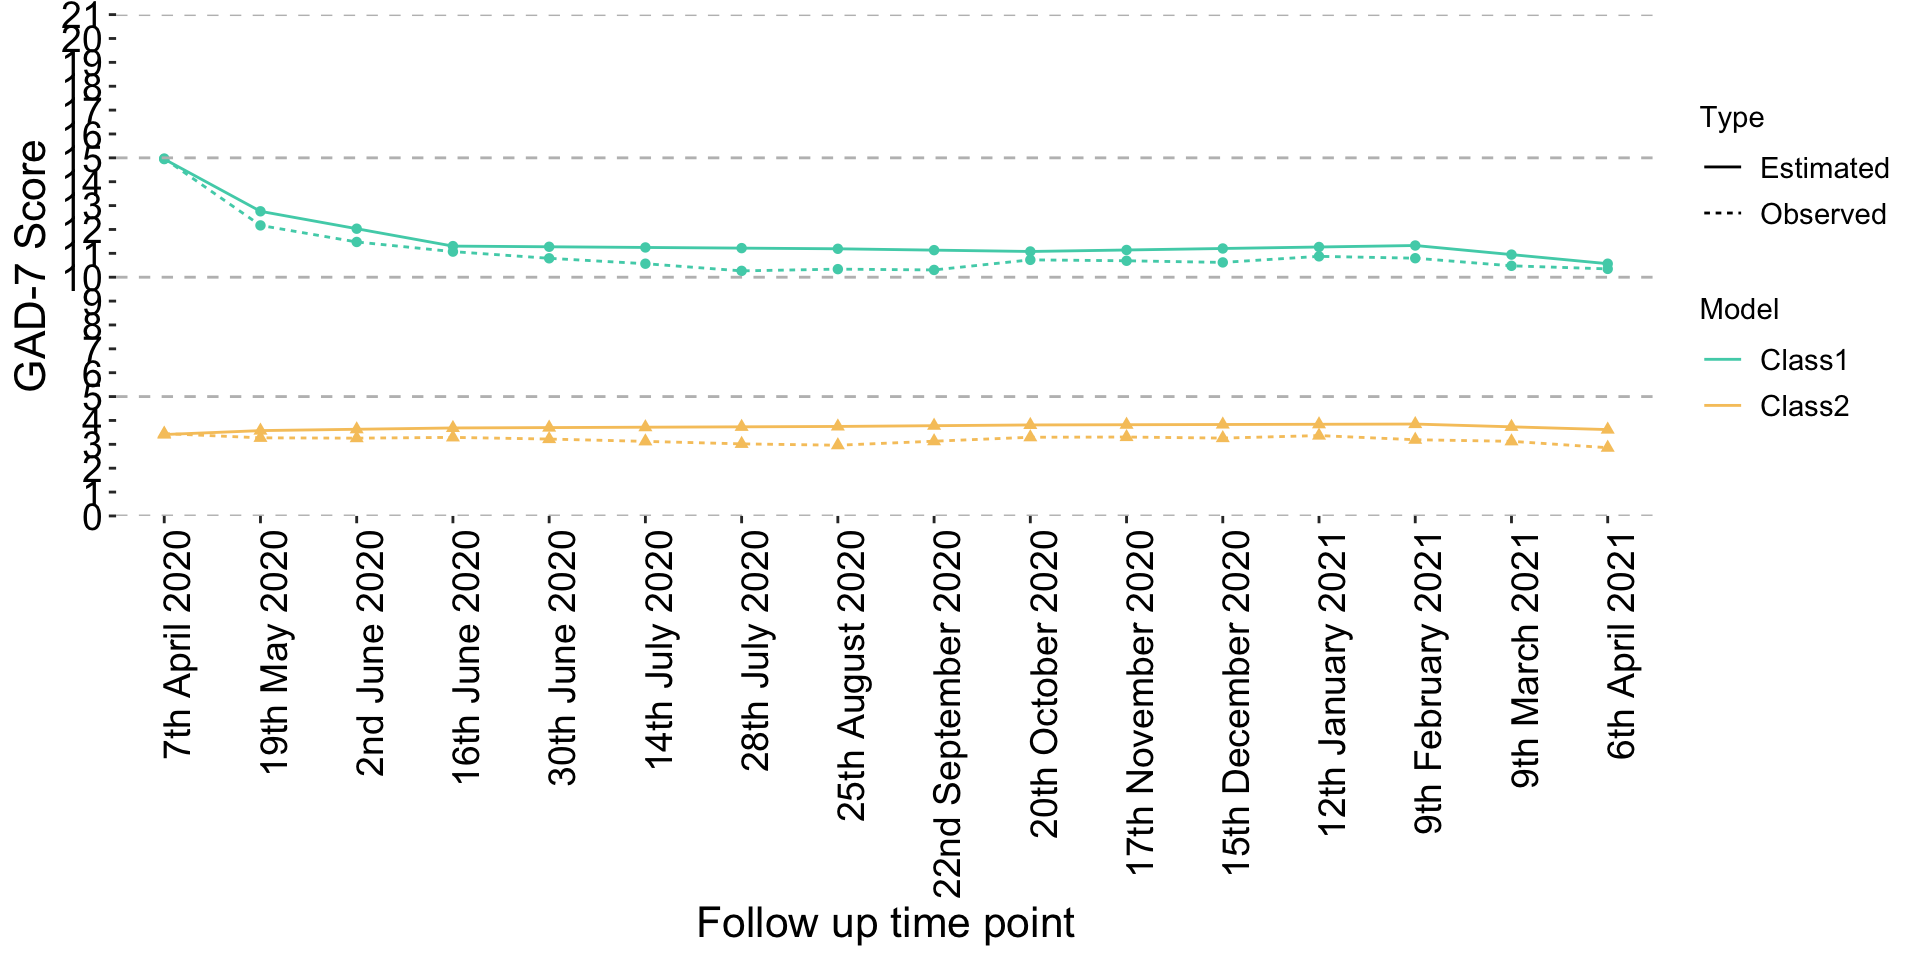 GAD-7 Score
21
20
19
18
17
16
15
14
13
12
11
10
9
8
7
6
5
4
3
2
1
0
7th April 2020
19th May 2020
2nd June 2020
16th June 2020
30th June 2020
14th July 2020
28th July 2020
25th August 2020
22nd September 2020
20th October 2020
17th November 2020
15th December 2020
12th January 2021
9th February 2021
9th March 2021
6th April 2021
Follow up time point
Type
Estimated
Observed
Model
Class1
Class2